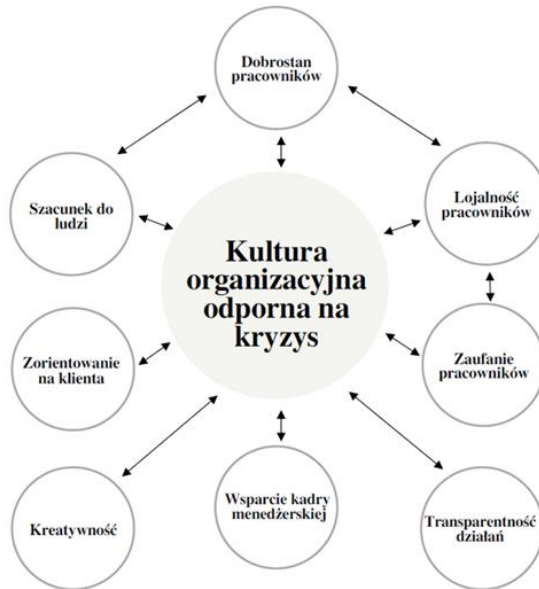 Dobrostan
pracowników
Szacunek do
ludzi
Lojalność
pracowników
Kultura
organizacyjna
odporna na
kryzys
Zorientowanie
na klienta
Zaufanie
pracowników
Kreatywność
Wsparcie kadry
menedżerskiej
Transparentność
działań